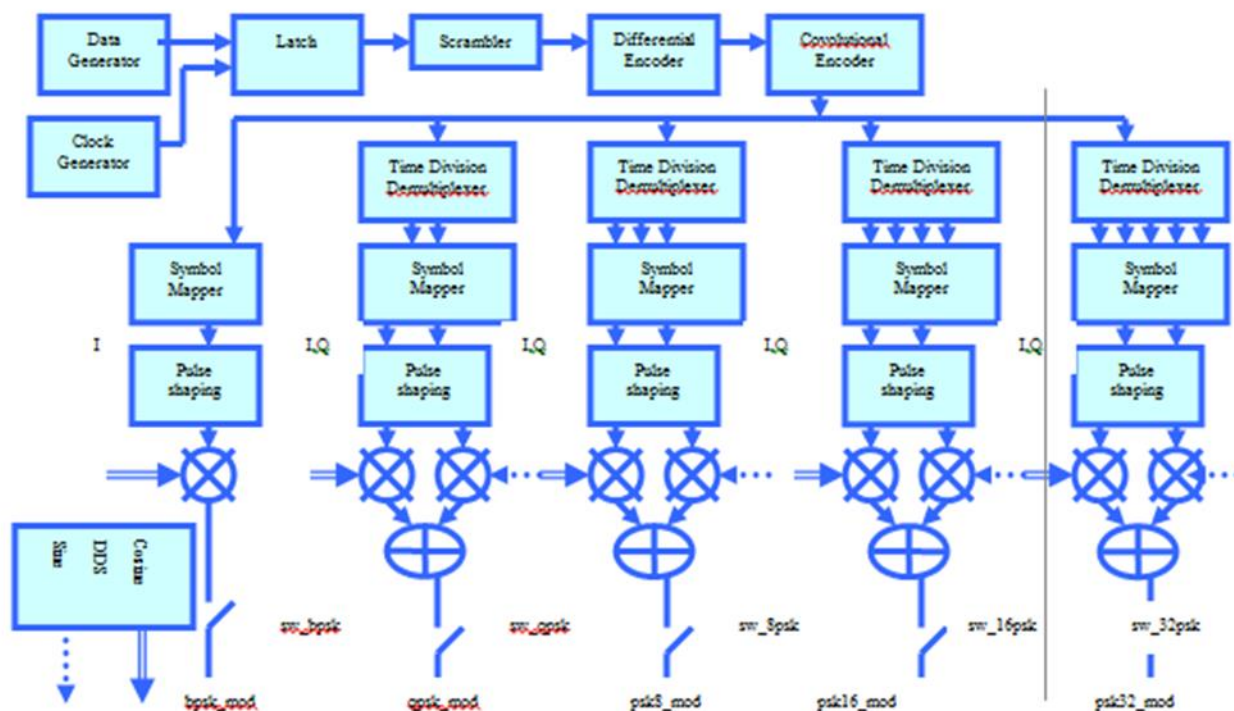 Data
Generator
Latch
Scrambler
Differential
Encoder
Covolutional
Encoder
Clock
Generator
Time Division
Demultiplexer
Time Division
Demultiplexer
Time Division
Demultiplexer
Time Division
Demultiplexer
Symbol
Mapper
Symbol
Mapper
Symbol
Mapper
Symbol
Mapper
Symbol
Mapper
I
I,Q
I,Q
I,Q
I,Q
Pulse
shaping
Pulse
shaping
Pulse
shaping
Pulse
shaping
Pulse
shaping
Cosine
DDS
Sine
sw_bpsk
sw_qpsk
sw_8psk
sw_16psk
sw_32psk
bpsk_mod
qpsk_mod
psk8_mod
psk16_mod
psk32_mod